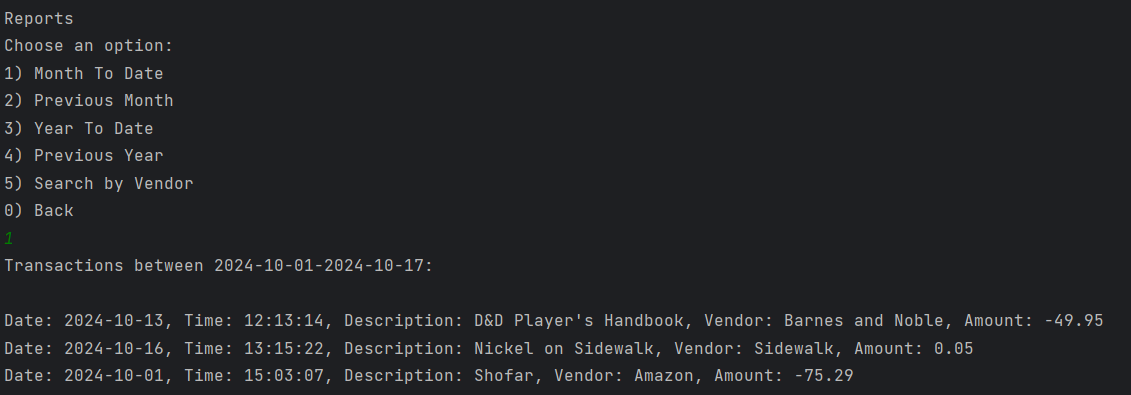 Reports
Choose an option:
1) Month To Date
2) Previous Month
3) Year To Date
4) Previous Year
5) Search by Vendor
0) Back
1
Transactions between 2024-10-01-2024-10-17:
Date: 2024-10-13, Time: 12:13:14, Description: D&D Player's Handbook, Vendor: Barnes and Noble, Amount: -49.95
Date: 2024-10-16, Time: 13:15:22, Description: Nickel on Sidewalk, Vendor: Sidewalk, Amount: 0.05
Date: 2024-10-01, Time: 15:03:07, Description: Shofar, Vendor: Amazon, Amount: -75.29